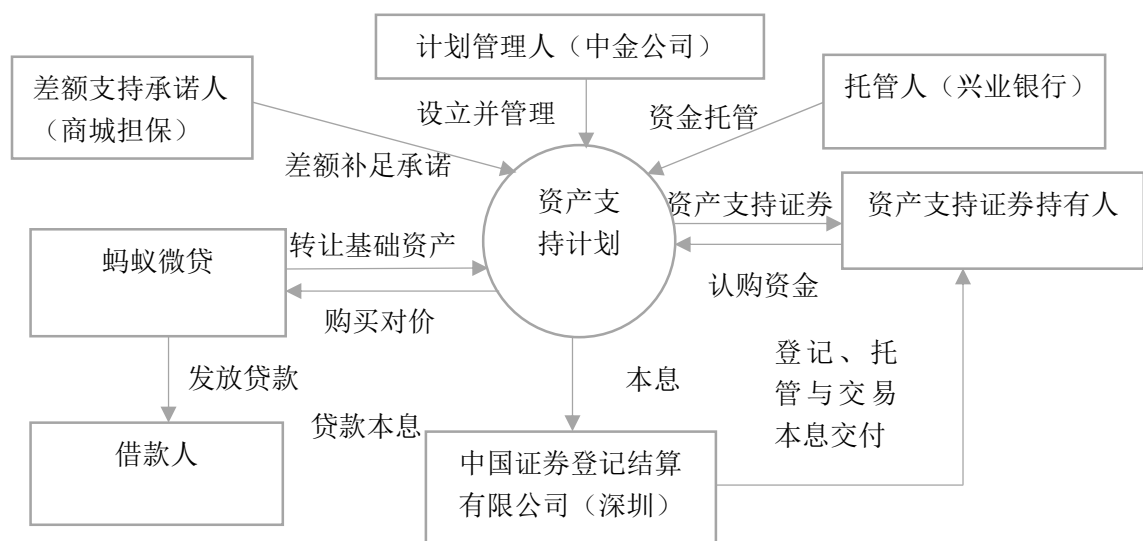 计划管理人（中金公司）
差额支持承诺人
（商城担保）
托管人（兴业银行）
设立并管理
资金托管
差额补足承诺
资产支
持计划
资产支持证券
资产支持证券持有人
蚂蚁微贷
转让基础资产
认购资金
购买对价
发放贷款
本息
登记、托
管与交易
本息交付
贷款本息
借款人
中国证券登记结算
有限公司（深圳）